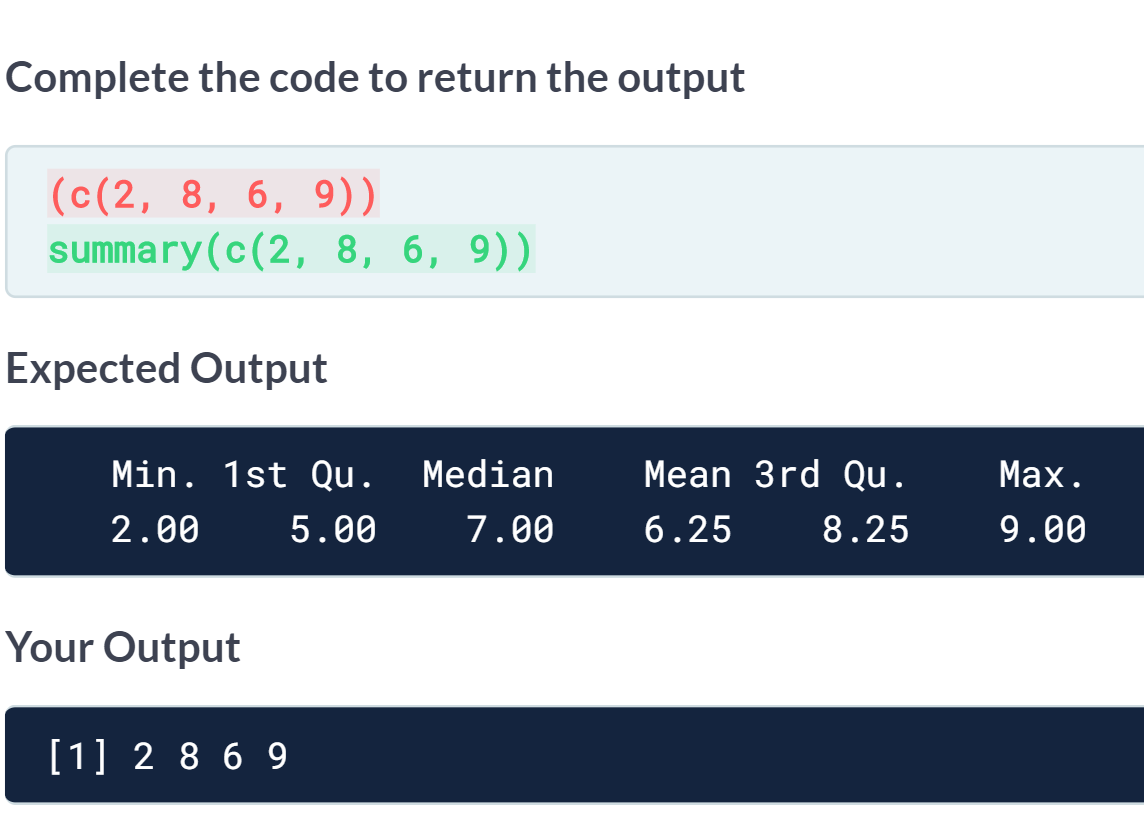 Complete the code to return the output
(c(2, 8, 6, 9))
summary(c(2, 8, 6, 9))
Expected Output
Min. 1st Qu. Median Mean 3rd Qu. Max.
2.00 5.00 7.00 6.25 8.25 9.00
Your Output
[1] 2 8 6 9